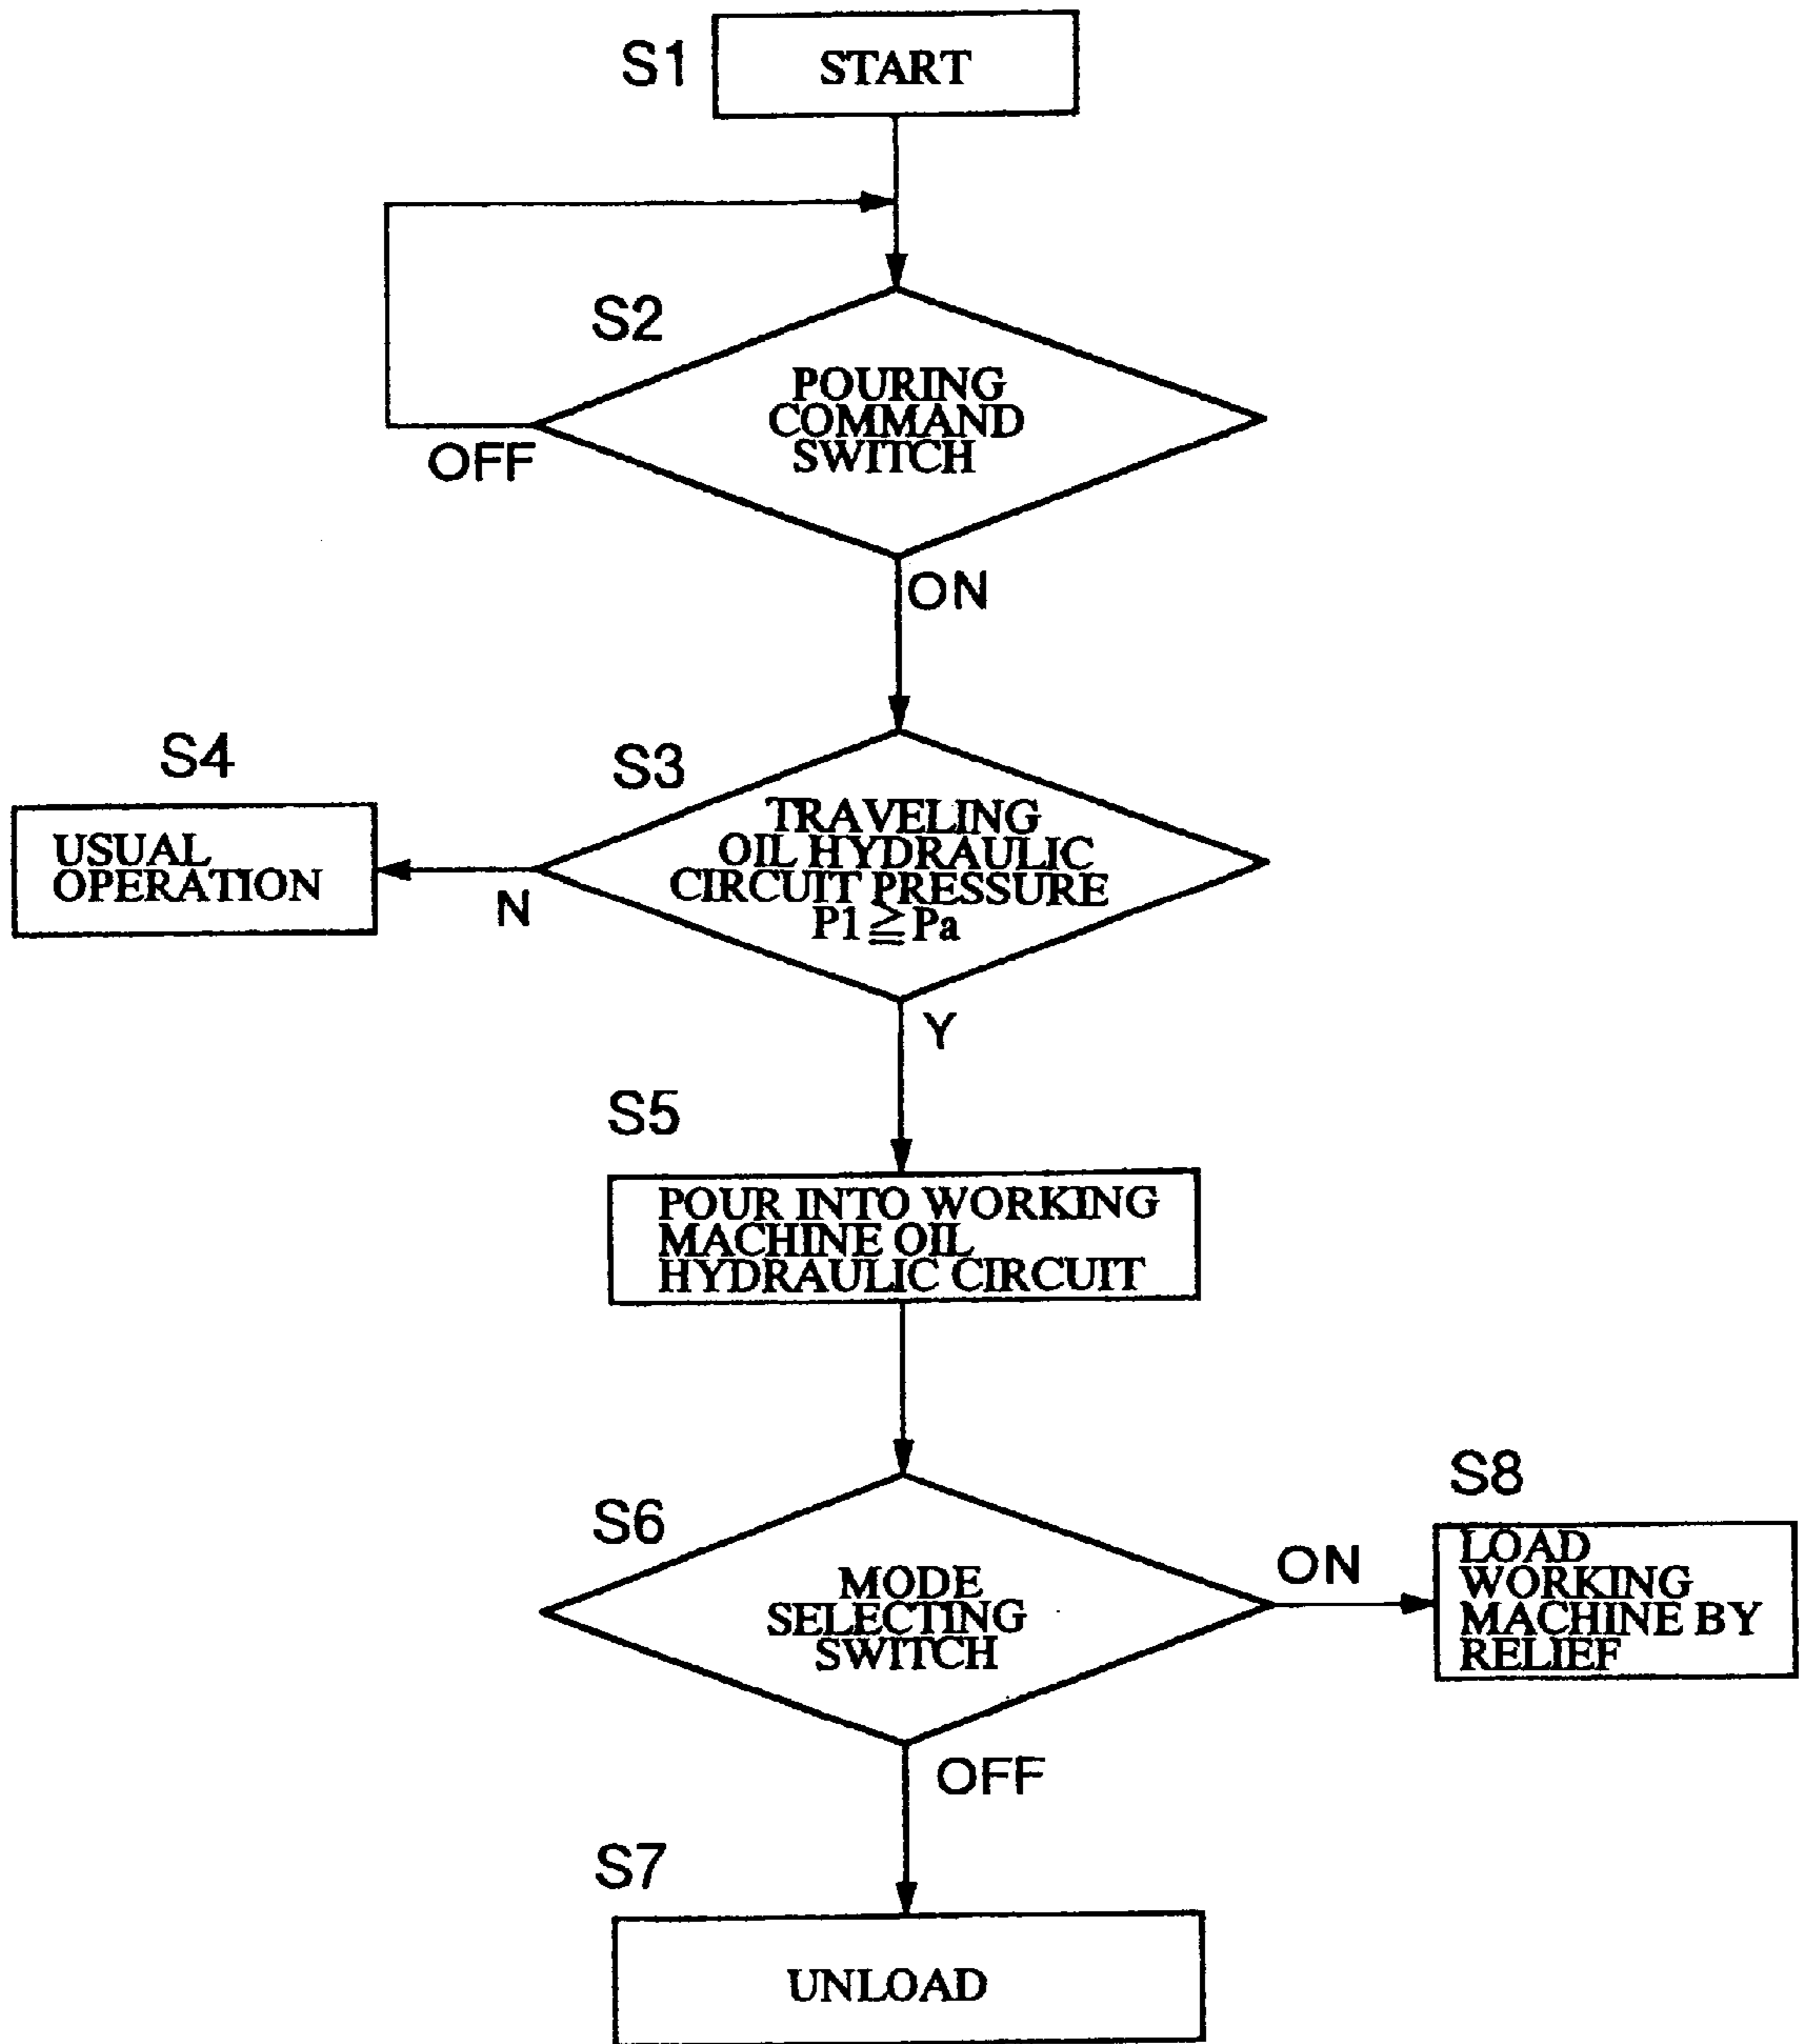 S1
START
S2
POURING
COMMAND
SWITCH
OFF
ON
S4
USUAL
OPERATION
S3
TRAVELING
OIL HYDRAULIC
CIRCUIT PRESSURE
P1≧Pa
N
Y
S5
POUR INTO WORKING
MACHINE OIL
HYDRAULIC CIRCUIT
S6
MODE
SELECTING
SWITCH
ON
S8
LOAD
WORKING
MACHINE BY
RELIEF
OFF
S7
UNLOAD